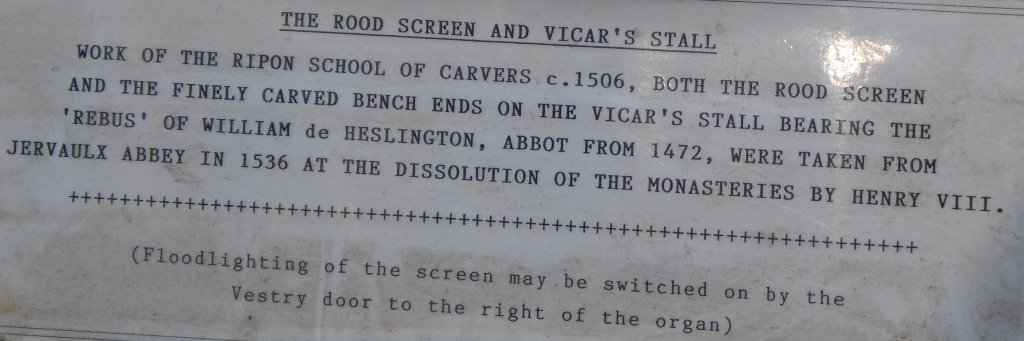 THE ROOD SCREEN AND VICAR'S STALL
WORK OF THE RIPON SCHOOL OF CARVERS c.1506, BOTH THE ROOD SCREEN
AND THE FINELY CARVED BENCH ENDS ON THE VICAR'S STALL BEARING THE
'REBUS' OF WILLIAM de HESLINGTON, ABBOT FROM 1472, WERE TAKEN FROM
JERVAULX ABBEY IN 1536 AT THE DISSOLUTION OF THE MONASTERIES BY HENRY VIII.
++++++++++++++++++++++++++++++++++++++++++++++++++++++++++++++++++
(Floodlighting of the screen may be switched on by the
Vestry door to the right of the organ)